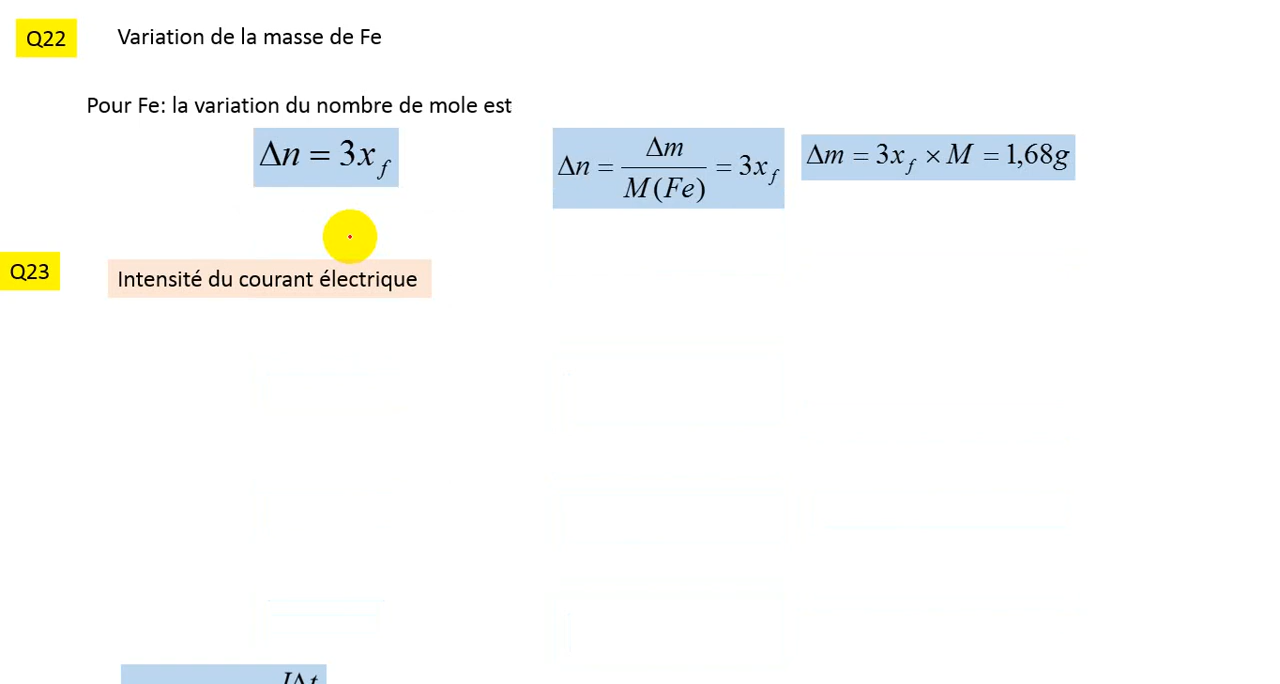 Q22 Variation de la masse de Fe
Pour Fe: la variation du nombre de mole est
Δn = 3x_f
Δn = Δm / M(Fe) = 3x_f
Δm = 3x_f × M = 1,68g
Q23 Intensité du courant électrique
IΔt